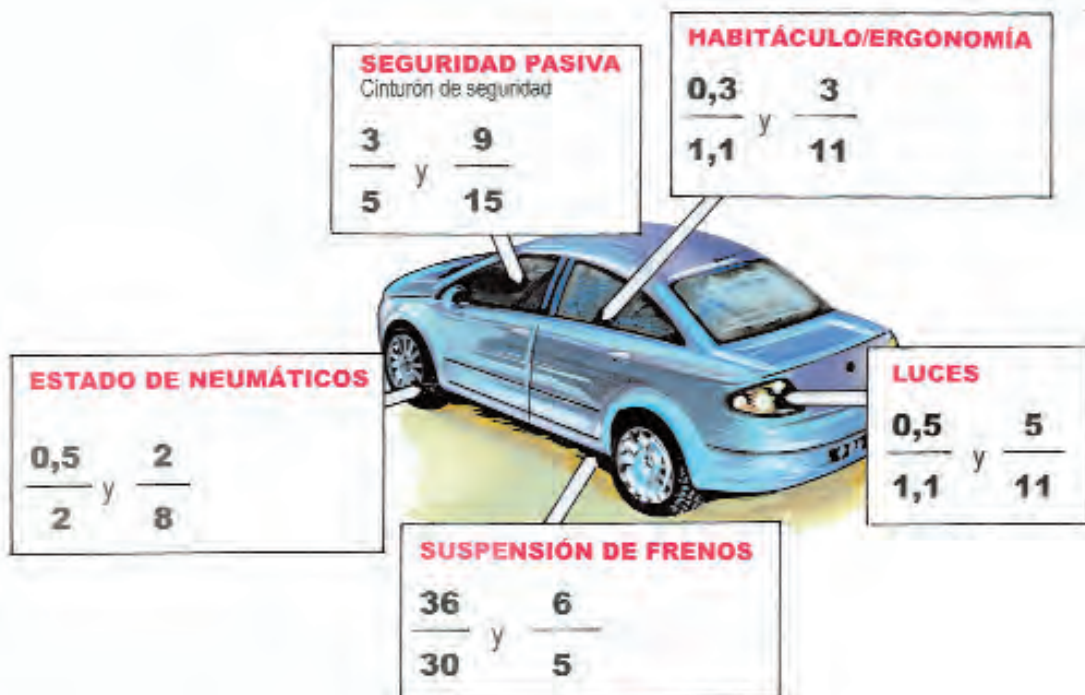 SEGURIDAD PASIVA
Cinturón de seguridad
3/5 y 9/15
HABITÁCULO/ERGONOMÍA
0,3/1,1 y 3/11
ESTADO DE NEUMÁTICOS
0,5/2 y 2/8
LUCES
0,5/1,1 y 5/11
SUSPENSIÓN DE FRENOS
36/30 y 6/5